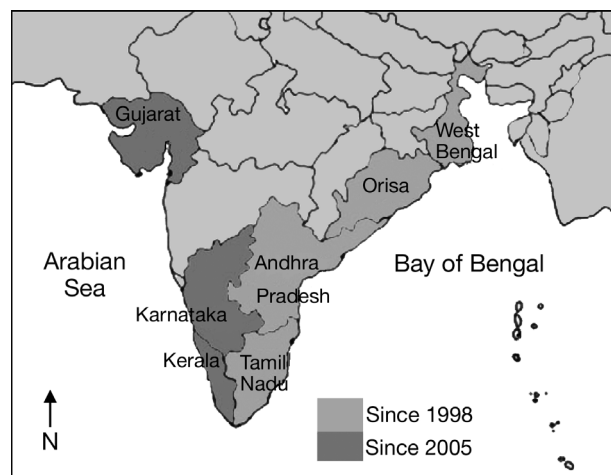 Gujarat
West
Bengal
Orisa
Arabian
Sea
Andhra
Pradesh
Bay of Bengal
Karnataka
Kerala
Tamil
Nadu
N
Since 1998
Since 2005